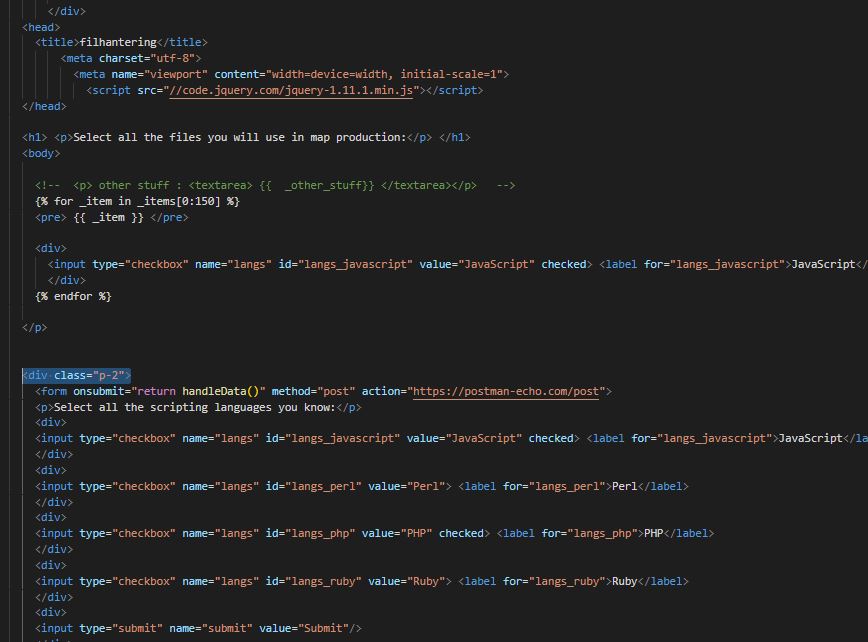 </div>
<head>
<title>filhantering</title>
<meta charset="utf-8">
<meta name="viewport" content="width=device-width, initial-scale=1">
<script src="//code.jquery.com/jquery-1.11.1.min.js"></script>
</head>
<h1> <p>Select all the files you will use in map production:</p> </h1>
<body>
<!--  <p> other stuff : <textarea> {{  _other_stuff}} </textarea></p>   -->
{% for _item in _items[0:150] %}
<pre> {{ _item }} </pre>
<div>
<input type="checkbox" name="langs" id="langs_javascript" value="JavaScript" checked> <label for="langs_javascript">JavaScript</
</div>
{% endfor %}
</p>
<div class="p-2">
<form onsubmit="return handleData()" method="post" action="https://postman-echo.com/post">
<p>Select all the scripting languages you know:</p>
<div>
<input type="checkbox" name="langs" id="langs_javascript" value="JavaScript" checked> <label for="langs_javascript">JavaScript</la
</div>
<div>
<input type="checkbox" name="langs" id="langs_perl" value="Perl"> <label for="langs_perl">Perl</label>
</div>
<div>
<input type="checkbox" name="langs" id="langs_php" value="PHP" checked> <label for="langs_php">PHP</label>
</div>
<div>
<input type="checkbox" name="langs" id="langs_ruby" value="Ruby"> <label for="langs_ruby">Ruby</label>
</div>
<div>
<input type="submit" name="submit" value="Submit"/>